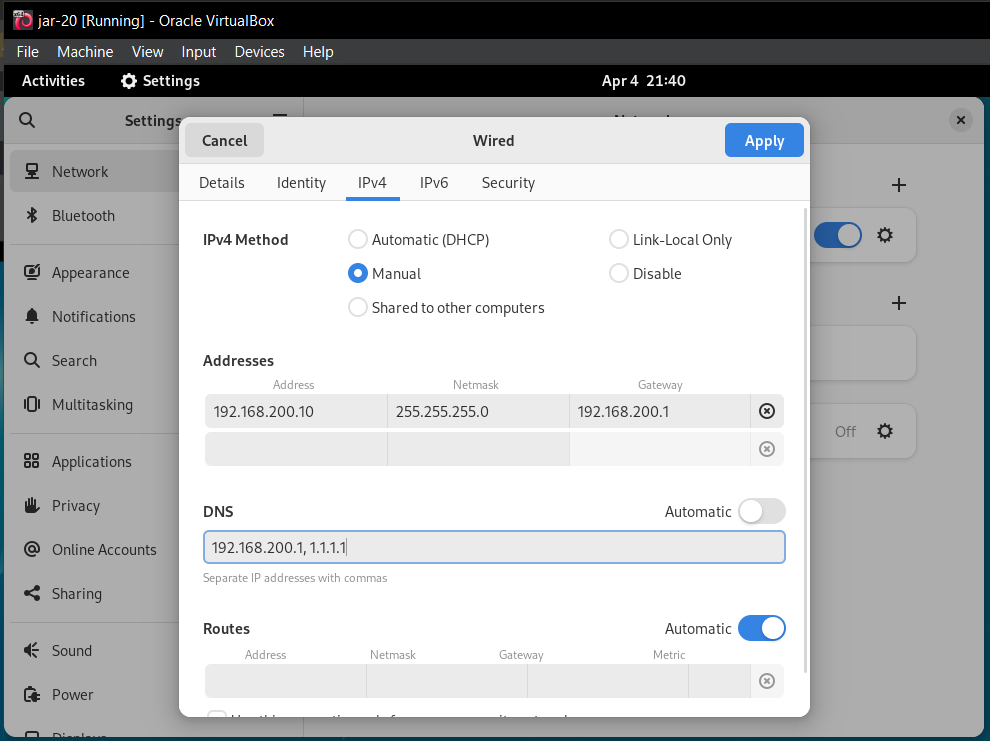 jar-20 [Running] - Oracle VirtualBox
File Machine View Input Devices Help
Activities Settings Apr 4 21:40
Settings
Cancel Wired Apply
Details Identity IPv4 IPv6 Security
Network
Bluetooth
Appearance
Notifications
Search
Multitasking
Applications
Privacy
Online Accounts
Sharing
Sound
Power
Displays
IPv4 Method
Automatic (DHCP) Link-Local Only
Manual Disable
Shared to other computers
Addresses
Address Netmask Gateway
192.168.200.10 255.255.255.0 192.168.200.1
Off
DNS Automatic
192.168.200.1, 1.1.1.1
Separate IP addresses with commas
Routes Automatic
Address Netmask Gateway Metric